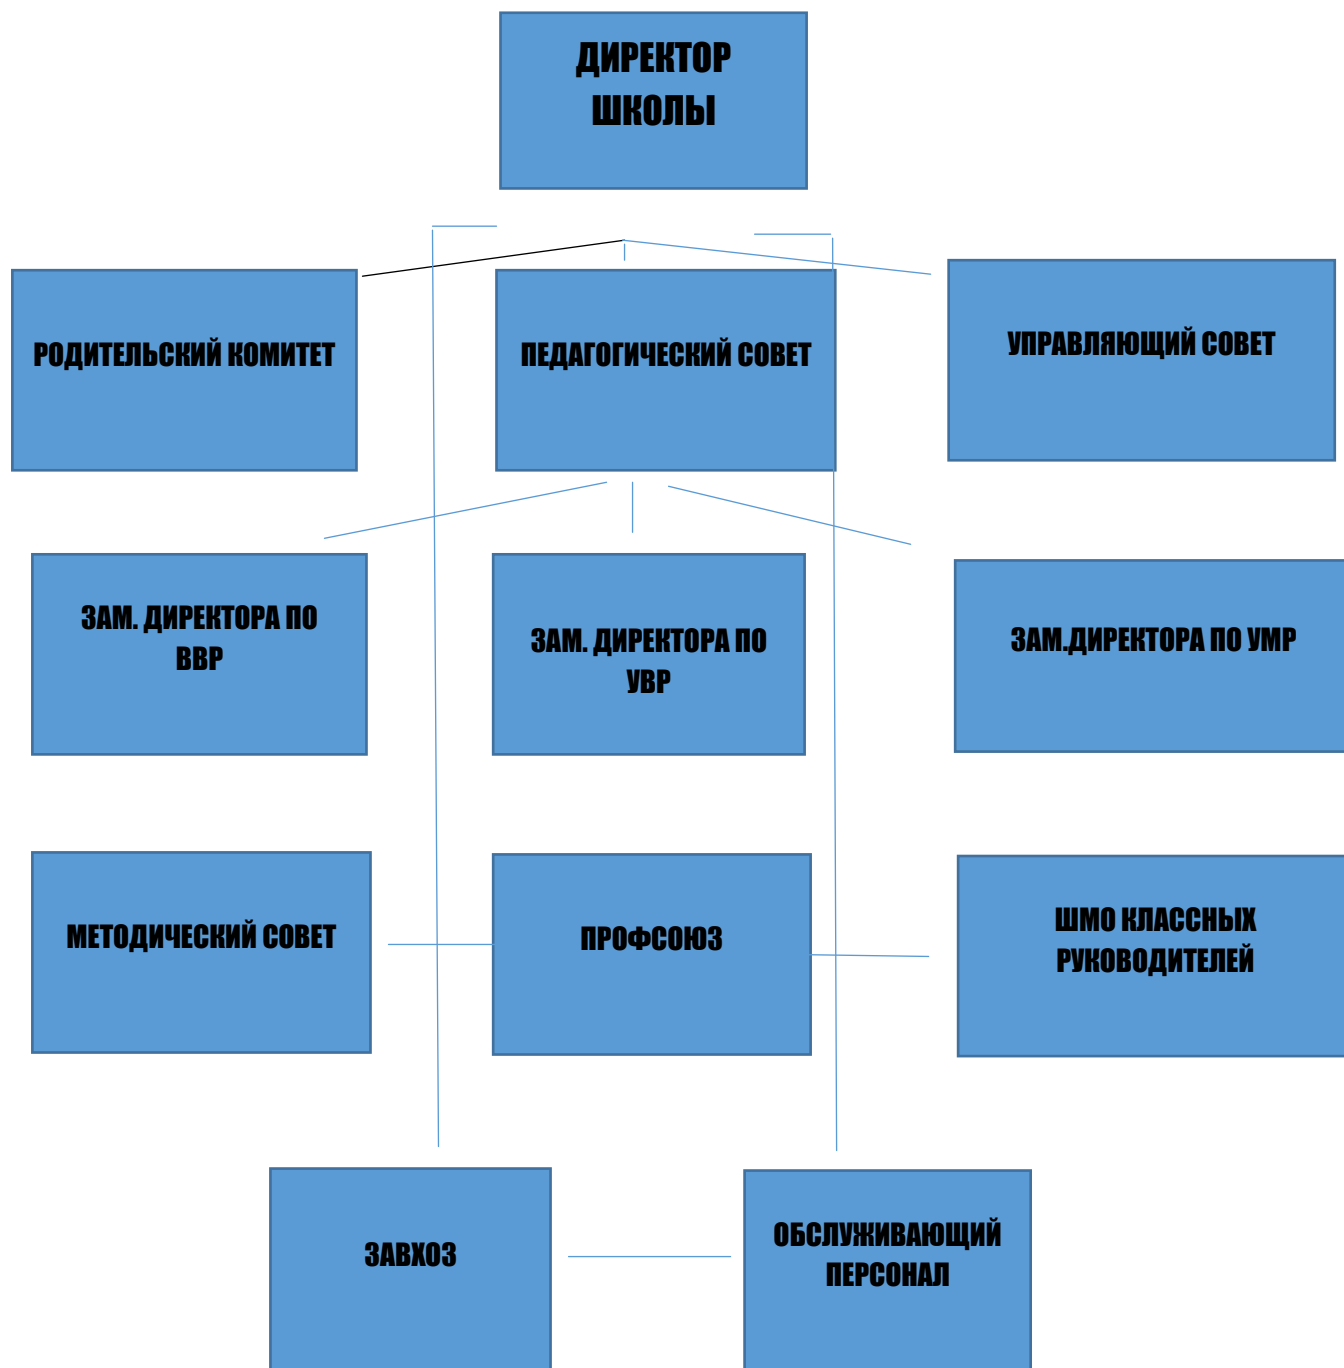 ДИРЕКТОР
ШКОЛЫ
РОДИТЕЛЬСКИЙ КОМИТЕТ
ПЕДАГОГИЧЕСКИЙ СОВЕТ
УПРАВЛЯЮЩИЙ СОВЕТ
ЗАМ. ДИРЕКТОРА ПО
ВВР
ЗАМ. ДИРЕКТОРА ПО
УВР
ЗАМ.ДИРЕКТОРА ПО УМР
МЕТОДИЧЕСКИЙ СОВЕТ
ПРОФСОЮЗ
ШМО КЛАССНЫХ
РУКОВОДИТЕЛЕЙ
ЗАВХОЗ
ОБСЛУЖИВАЮЩИЙ
ПЕРСОНАЛ